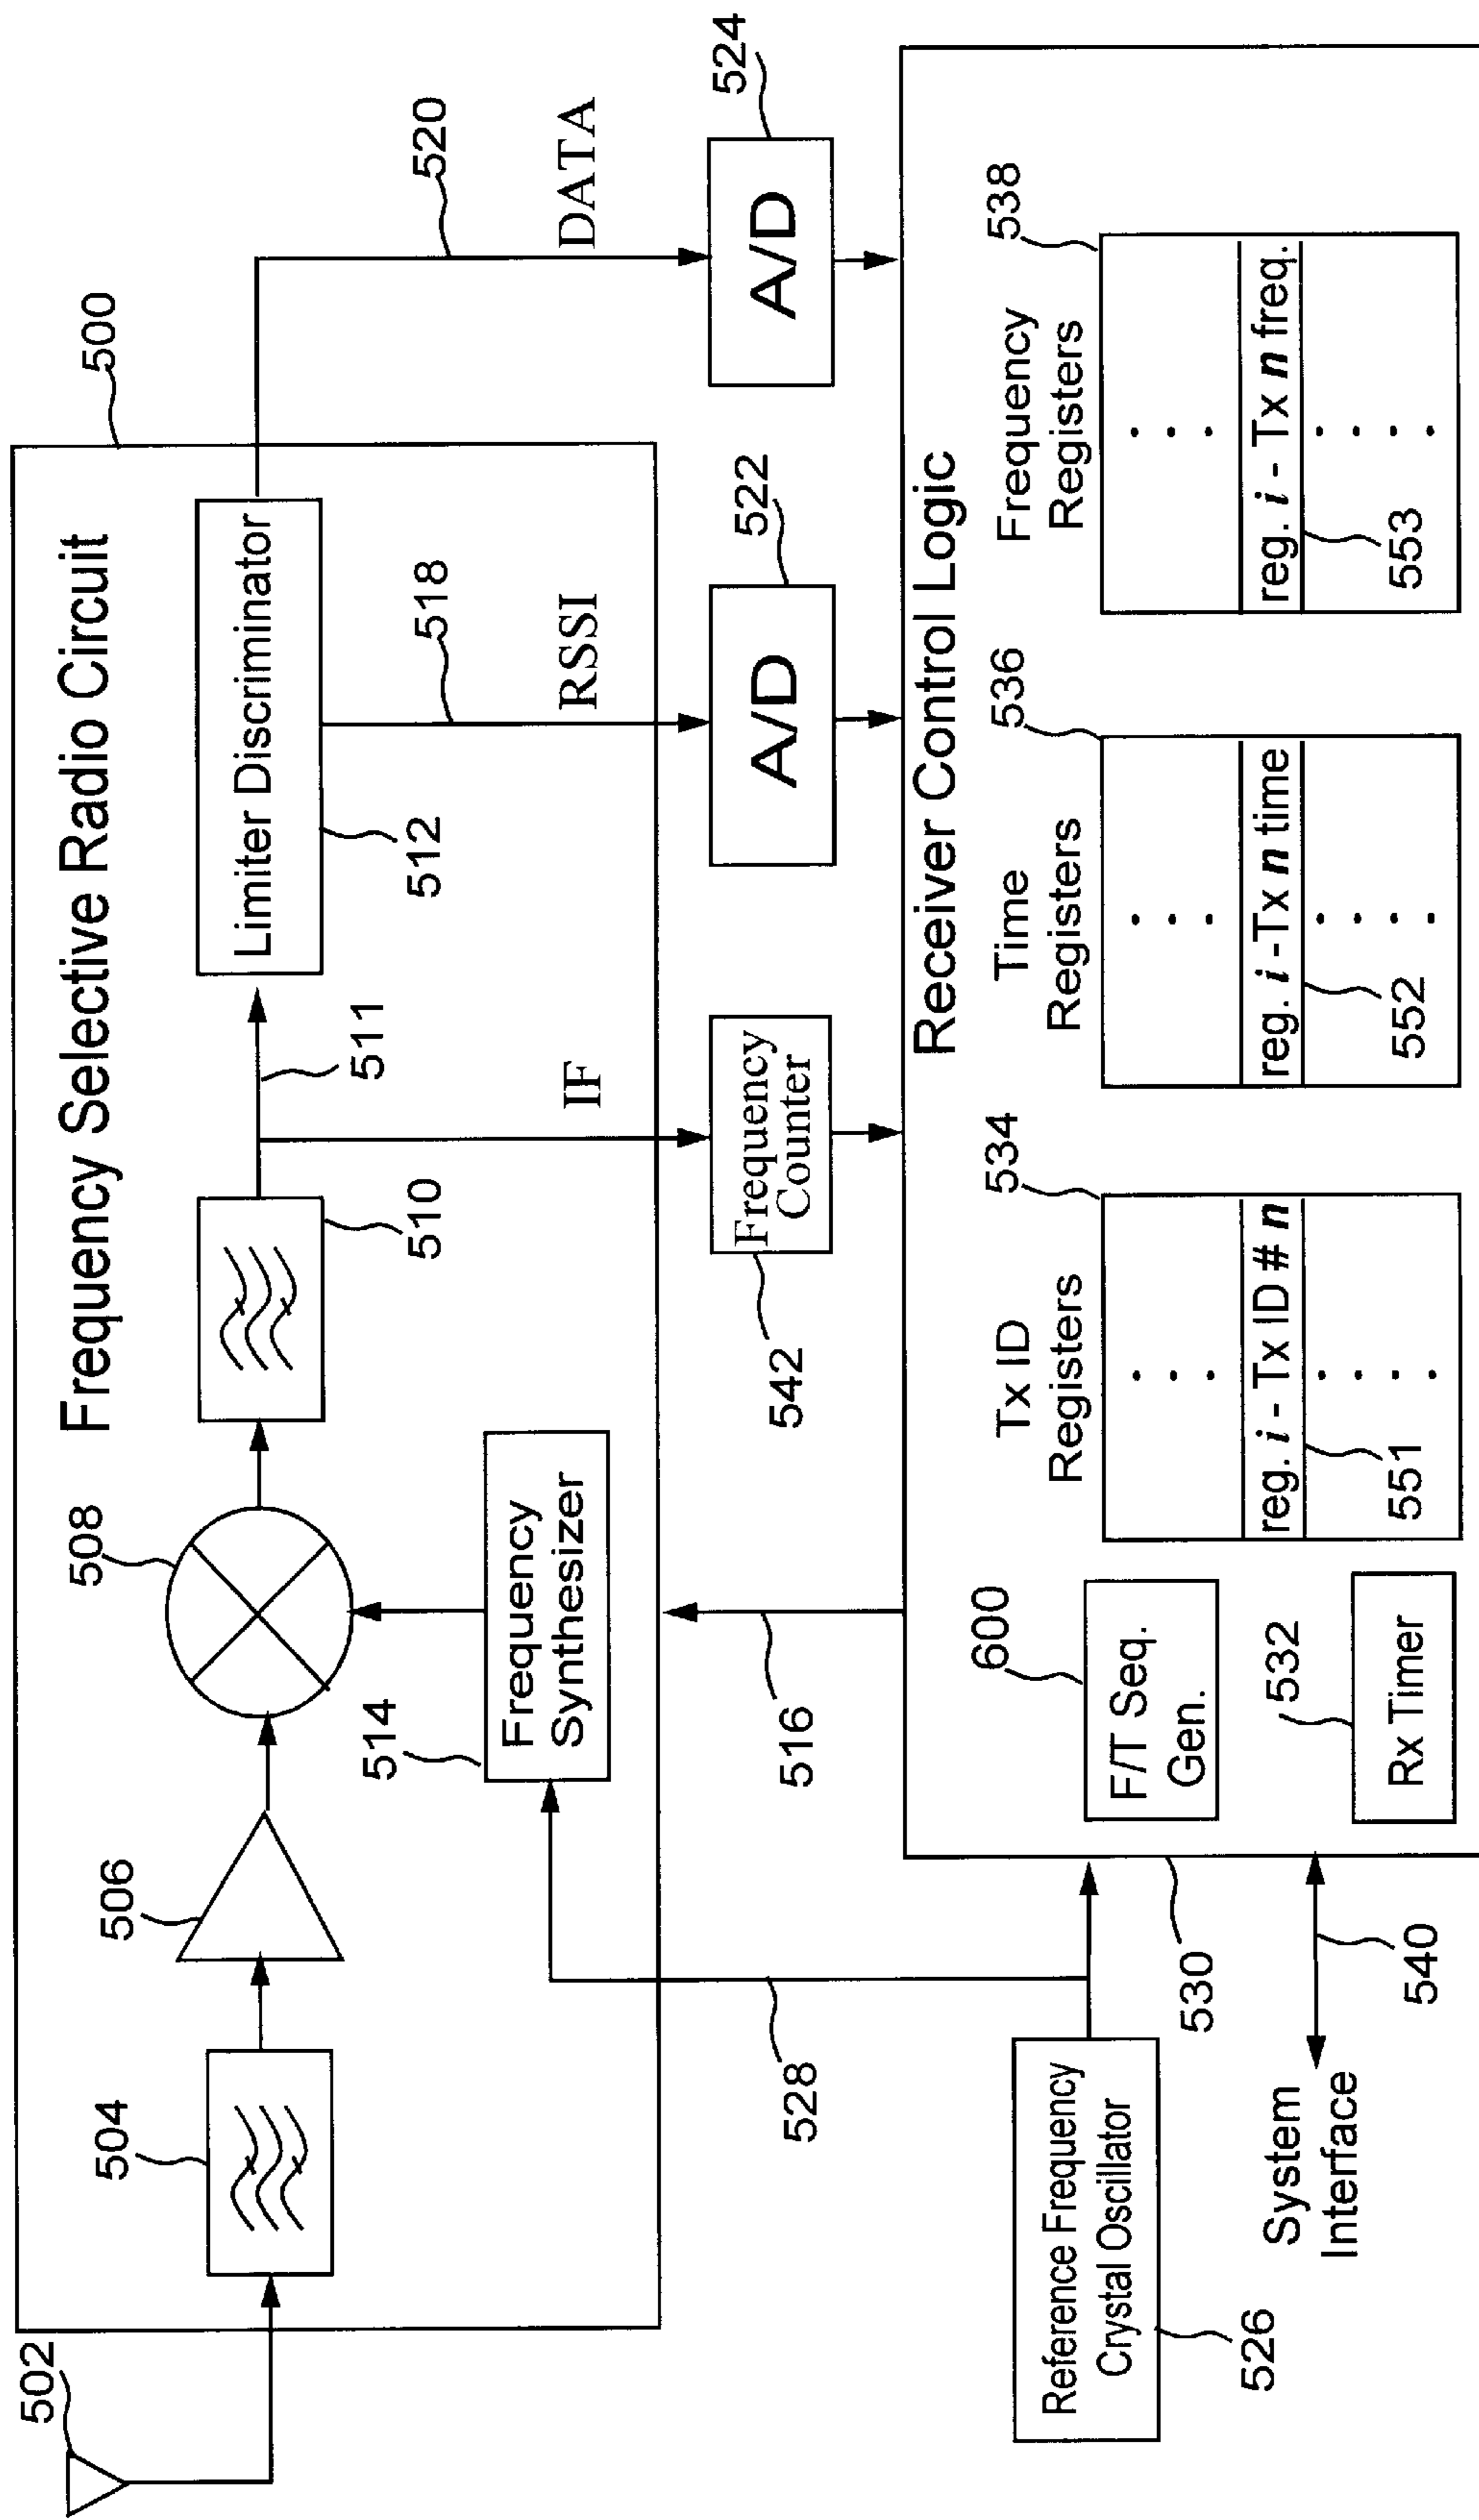 502
500
Frequency Selective Radio Circuit
504
506
508
510
511
Limiter Discriminator
512
514
Frequency
Synthesizer
IF
518
RSSI
520
DATA
528
516
542
Frequency
Counter
522
A/D
524
A/D
Reference Frequency
Crystal Oscillator
526
530
System
Interface
540
Receiver Control Logic
600
F/T Seq.
Gen.
532
Rx Timer
Tx ID
Registers
534
reg. i - Tx ID # n
551
Time
Registers
536
reg. i -Tx n time
552
Frequency
Registers
538
reg. i - Tx n freq.
553